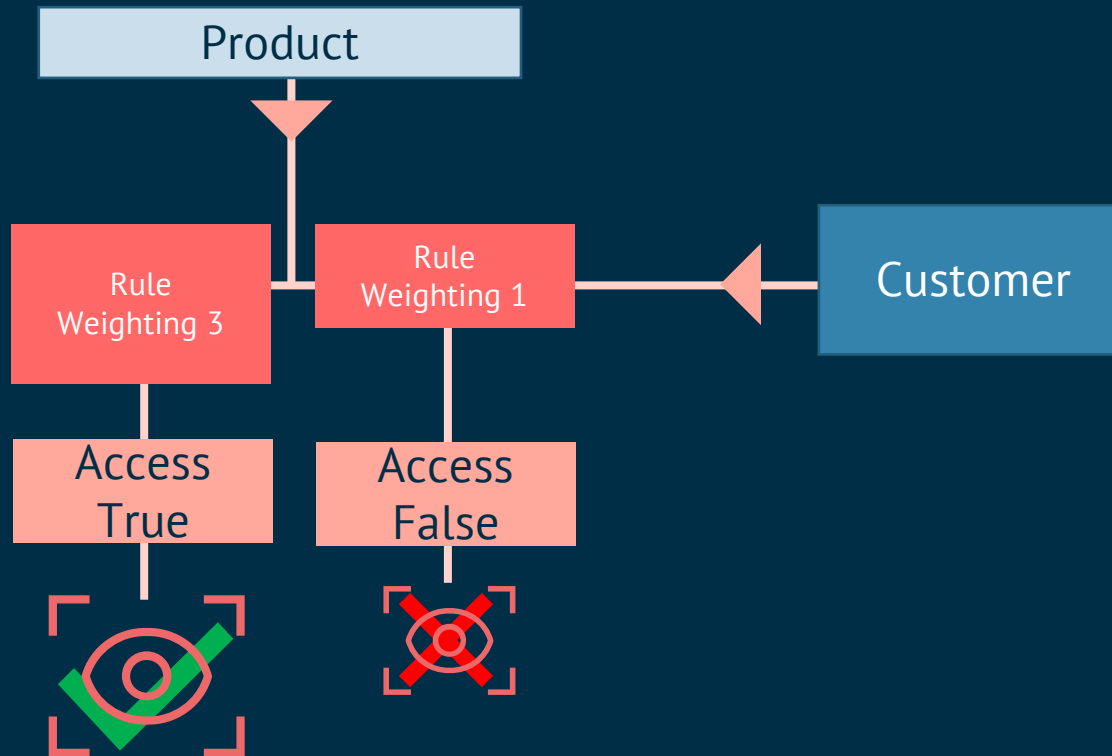 Product
Rule
Weighting 3
Rule
Weighting 1
Customer
Access
True
Access
False